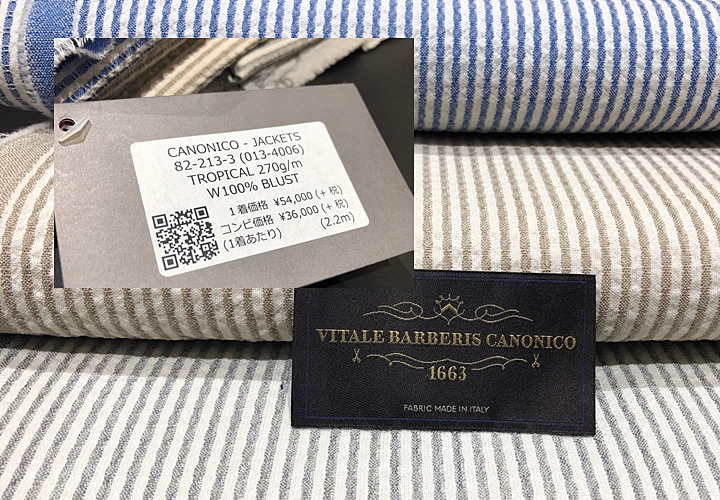 CANONICO - JACKETS
82-213-3 (013-4006)
TROPICAL 270g/m
W100% BLUST
1着価格 ¥54,000 (+ 税)
コンビ価格 ¥36,000 (+ 税)
(1着あたり) (2.2m)
VITALE BARBERIS CANONICO
1663
FABRIC MADE IN ITALY